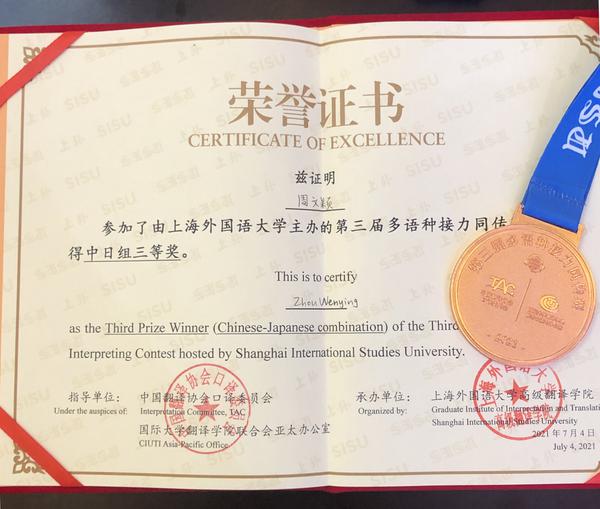 荣誉证书
CERTIFICATE OF EXCELLENCE
兹证明
周文颖
参加了由上海外国语大学主办的第三届多语种接力同传
得中日组三等奖。
This is to certify
Zhou Wenying
as the Third Prize Winner (Chinese-Japanese combination) of the Third
Interpreting Contest hosted by Shanghai International Studies University.
指导单位：
Under the auspices of:
中国翻译协会口译委员会
Interpretation Committee, TAC
国际大学翻译学院联合会亚太办公室
CIUTI Asia-Pacific Office
承办单位：
Organized by:
上海外国语大学高级翻译学院
Graduate Institute of Interpretation and Translati
Shanghai International Studies University
2021年7月4日
July 4, 2021
TAC
SISU
上外